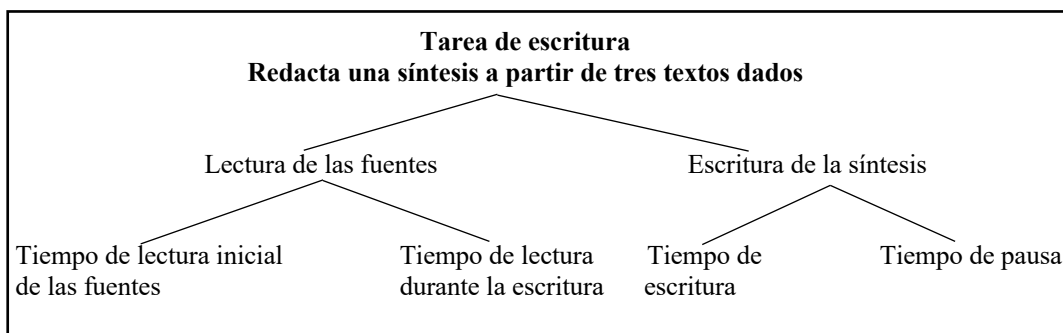 Tarea de escritura
Redacta una síntesis a partir de tres textos dados
Lectura de las fuentes
Escritura de la síntesis
Tiempo de lectura inicial
de las fuentes
Tiempo de lectura
durante la escritura
Tiempo de
escritura
Tiempo de pausa